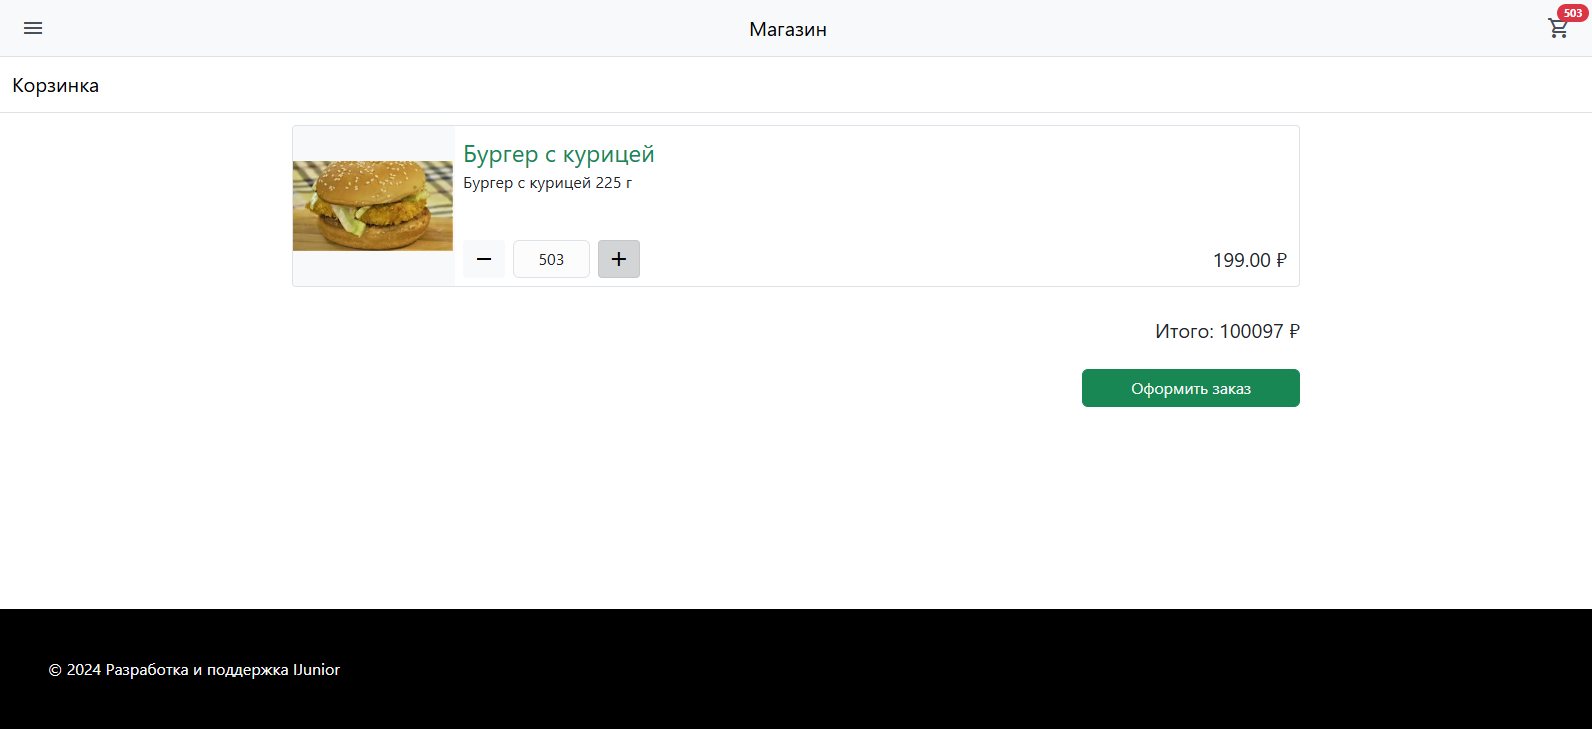 Магазин
503
Корзинка
Бургер с курицей
Бургер с курицей 225 г
503
199.00 ₽
Итого: 100097 ₽
Оформить заказ
© 2024 Разработка и поддержка IJunior